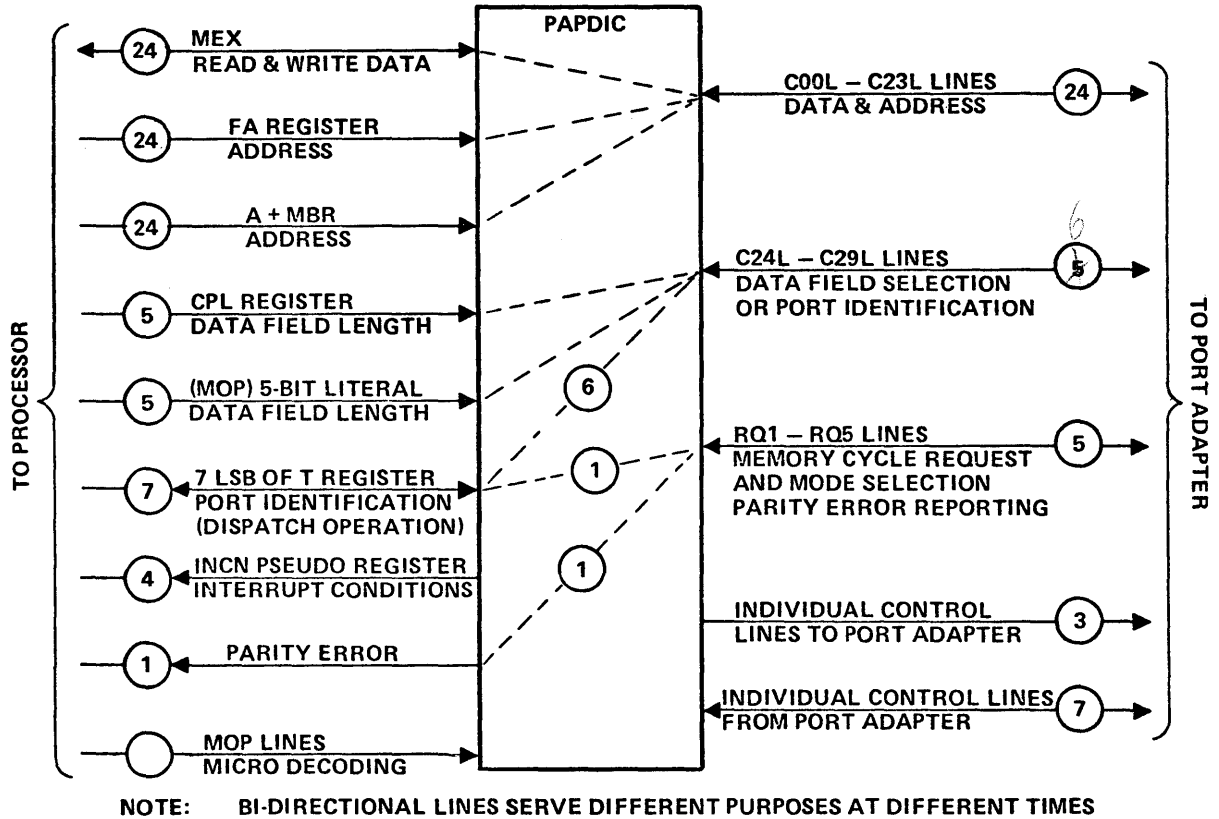 PAPDIC
TO PROCESSOR
24 MEX
READ & WRITE DATA
24 FA REGISTER
ADDRESS
24 A + MBR
ADDRESS
5 CPL REGISTER
DATA FIELD LENGTH
5 (MOP) 5-BIT LITERAL
DATA FIELD LENGTH
7 7 LSB OF T REGISTER
PORT IDENTIFICATION
(DISPATCH OPERATION)
4 INCN PSEUDO REGISTER
INTERRUPT CONDITIONS
1 PARITY ERROR
MOP LINES
MICRO DECODING
6
1
1
C00L – C23L LINES 24
DATA & ADDRESS
6
C24L – C29L LINES 5
DATA FIELD SELECTION
OR PORT IDENTIFICATION
RQ1 – RQ5 LINES 5
MEMORY CYCLE REQUEST
AND MODE SELECTION
PARITY ERROR REPORTING
INDIVIDUAL CONTROL 3
LINES TO PORT ADAPTER
INDIVIDUAL CONTROL LINES 7
FROM PORT ADAPTER
TO PORT ADAPTER
NOTE: BI-DIRECTIONAL LINES SERVE DIFFERENT PURPOSES AT DIFFERENT TIMES